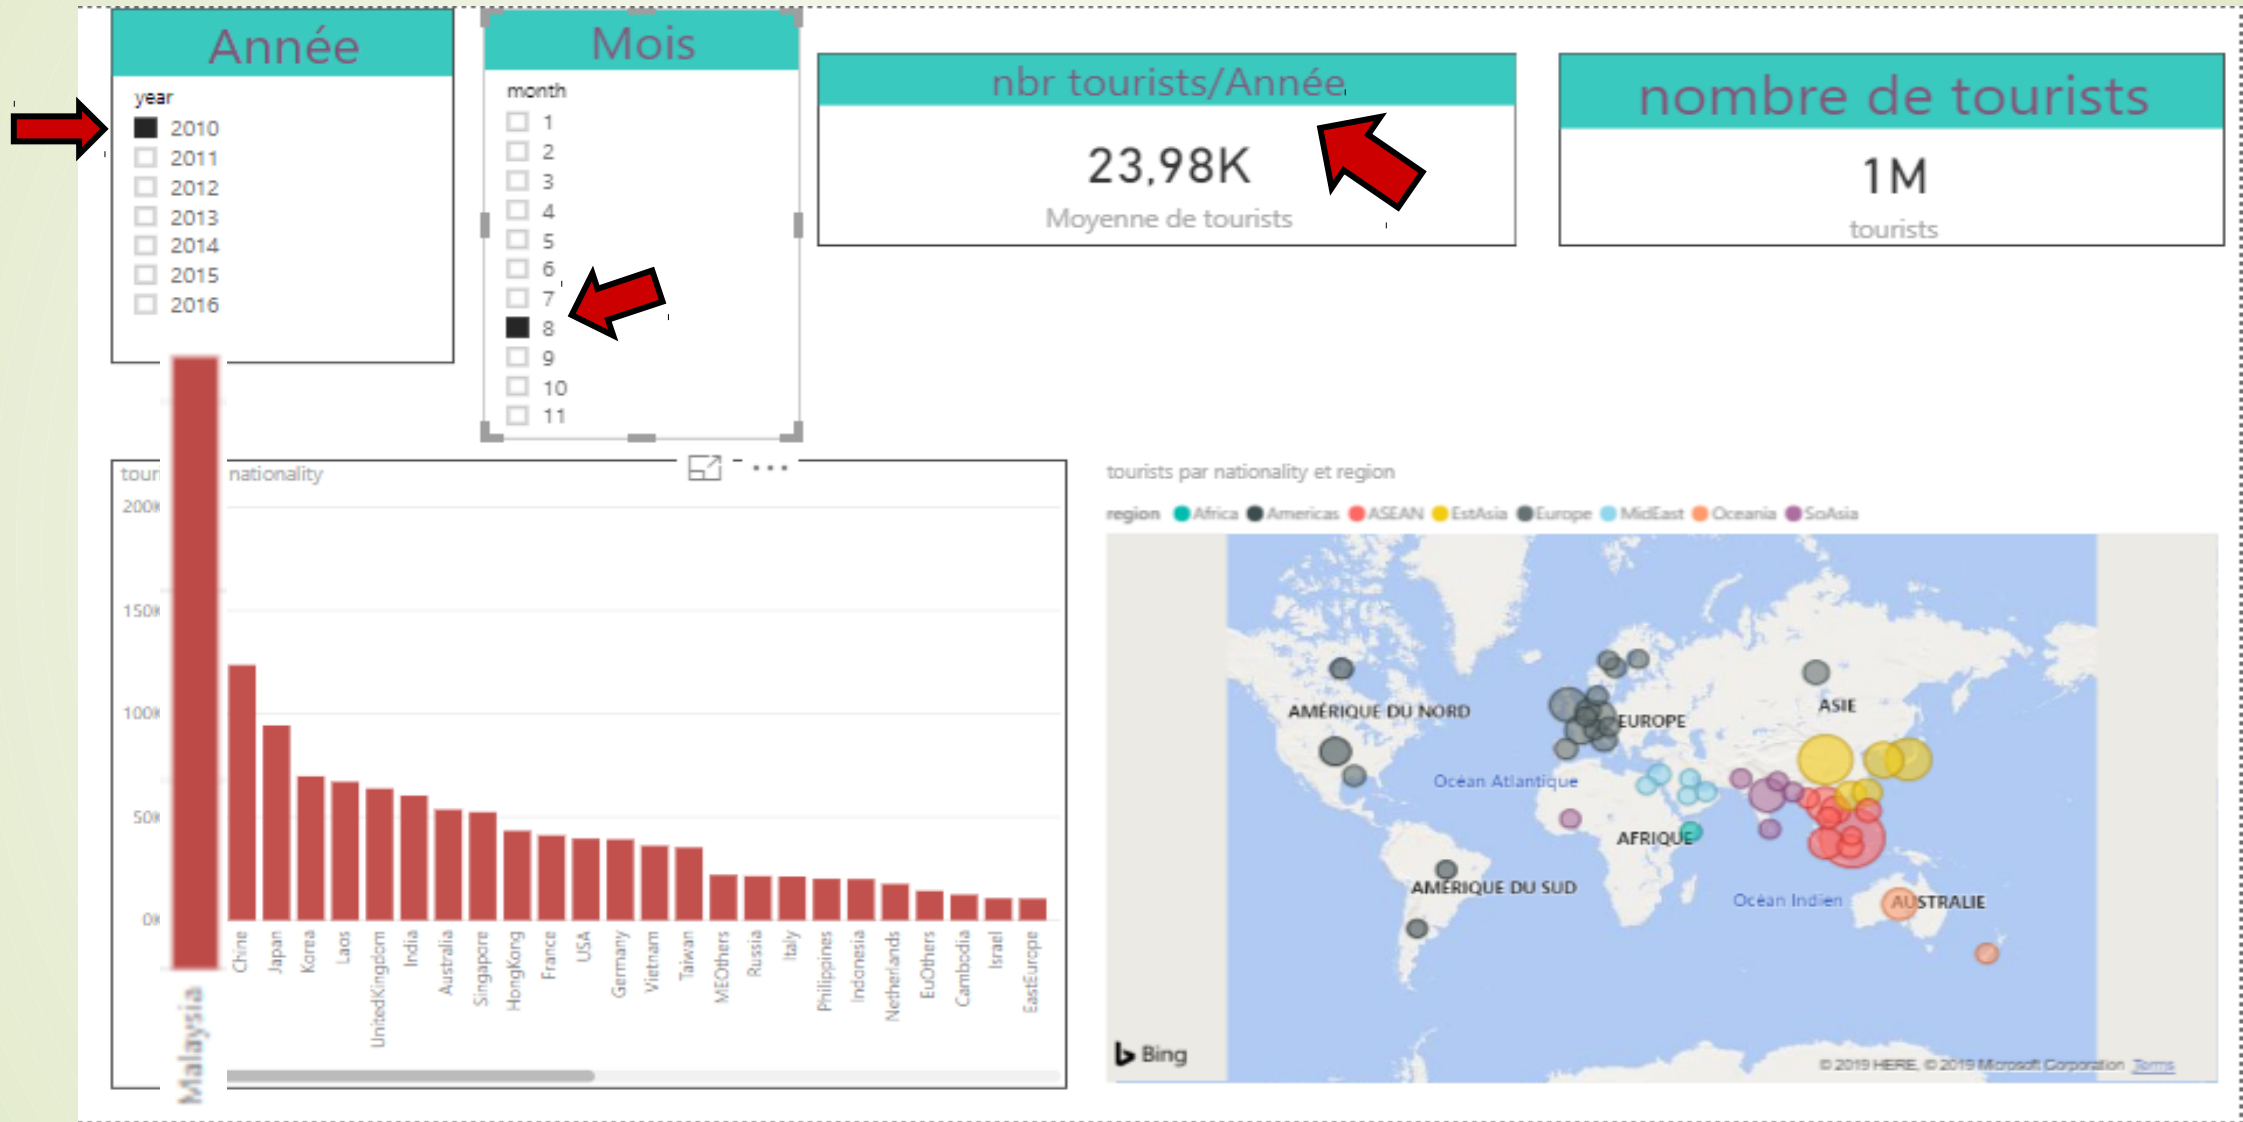 Année
year
2010
2011
2012
2013
2014
2015
2016
Mois
month
1
2
3
4
5
6
7
8
9
10
11
nbr tourists/Année
23,98K
Moyenne de tourists
nombre de tourists
1M
tourists
touri nationality
200K
150K
100K
50K
0K
Malaysia
Chine
Japan
Korea
Laos
UnitedKingdom
India
Australia
Singapore
HongKong
France
USA
Germany
Vietnam
Taiwan
MEOthers
Russia
Italy
Philippines
Indonesia
Netherlands
EuOthers
Cambodia
Israel
EastEurope
tourists par nationality et region
region Africa Americas ASEAN EstAsia Europe MidEast Oceania SoAsia
AMÉRIQUE DU NORD
EUROPE
ASIE
Océan Atlantique
AFRIQUE
AMÉRIQUE DU SUD
Océan Indien
AUSTRALIE
Bing
© 2019 HERE, © 2019 Microsoft Corporation Terms